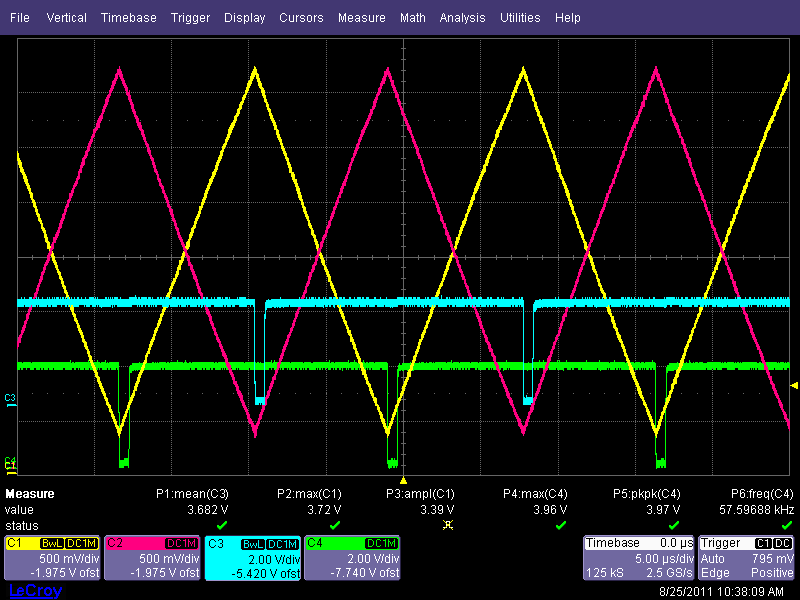 File Vertical Timebase Trigger Display Cursors Measure Math Analysis Utilities Help
C3
C4
Measure P1:mean(C3) P2:max(C1) P3:ampl(C1) P4:max(C4) P5:pkpk(C4) P6:freq(C4)
value 3.682 V 3.72 V 3.39 V 3.96 V 3.97 V 57.59688 kHz
status
C1 BwL DC1M C2 DC1M C3 BwL DC1M C4 DC1M Timebase 0.0 µs Trigger C1 DC
500 mV/div 500 mV/div 2.00 V/div 2.00 V/div 5.00 µs/div Auto 795 mV
-1.975 V ofst -1.975 V ofst -5.420 V ofst -7.740 V ofst 125 kS 2.5 GS/s Edge Positive
LeCroy 8/25/2011 10:38:09 AM